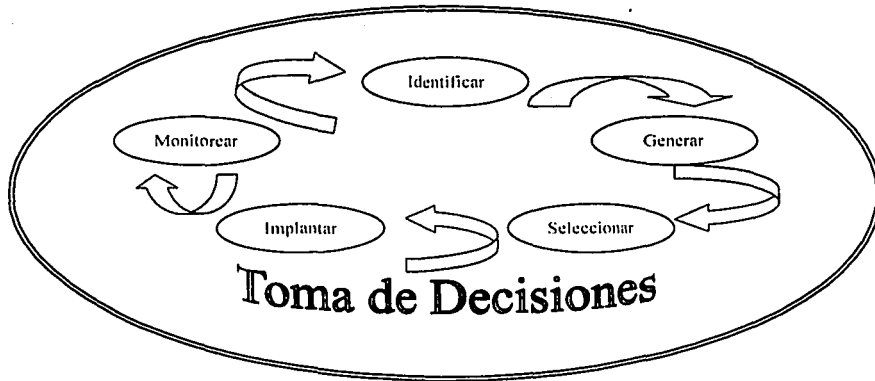 Identificar
Generar
Seleccionar
Implantar
Monitorear
Toma de Decisiones